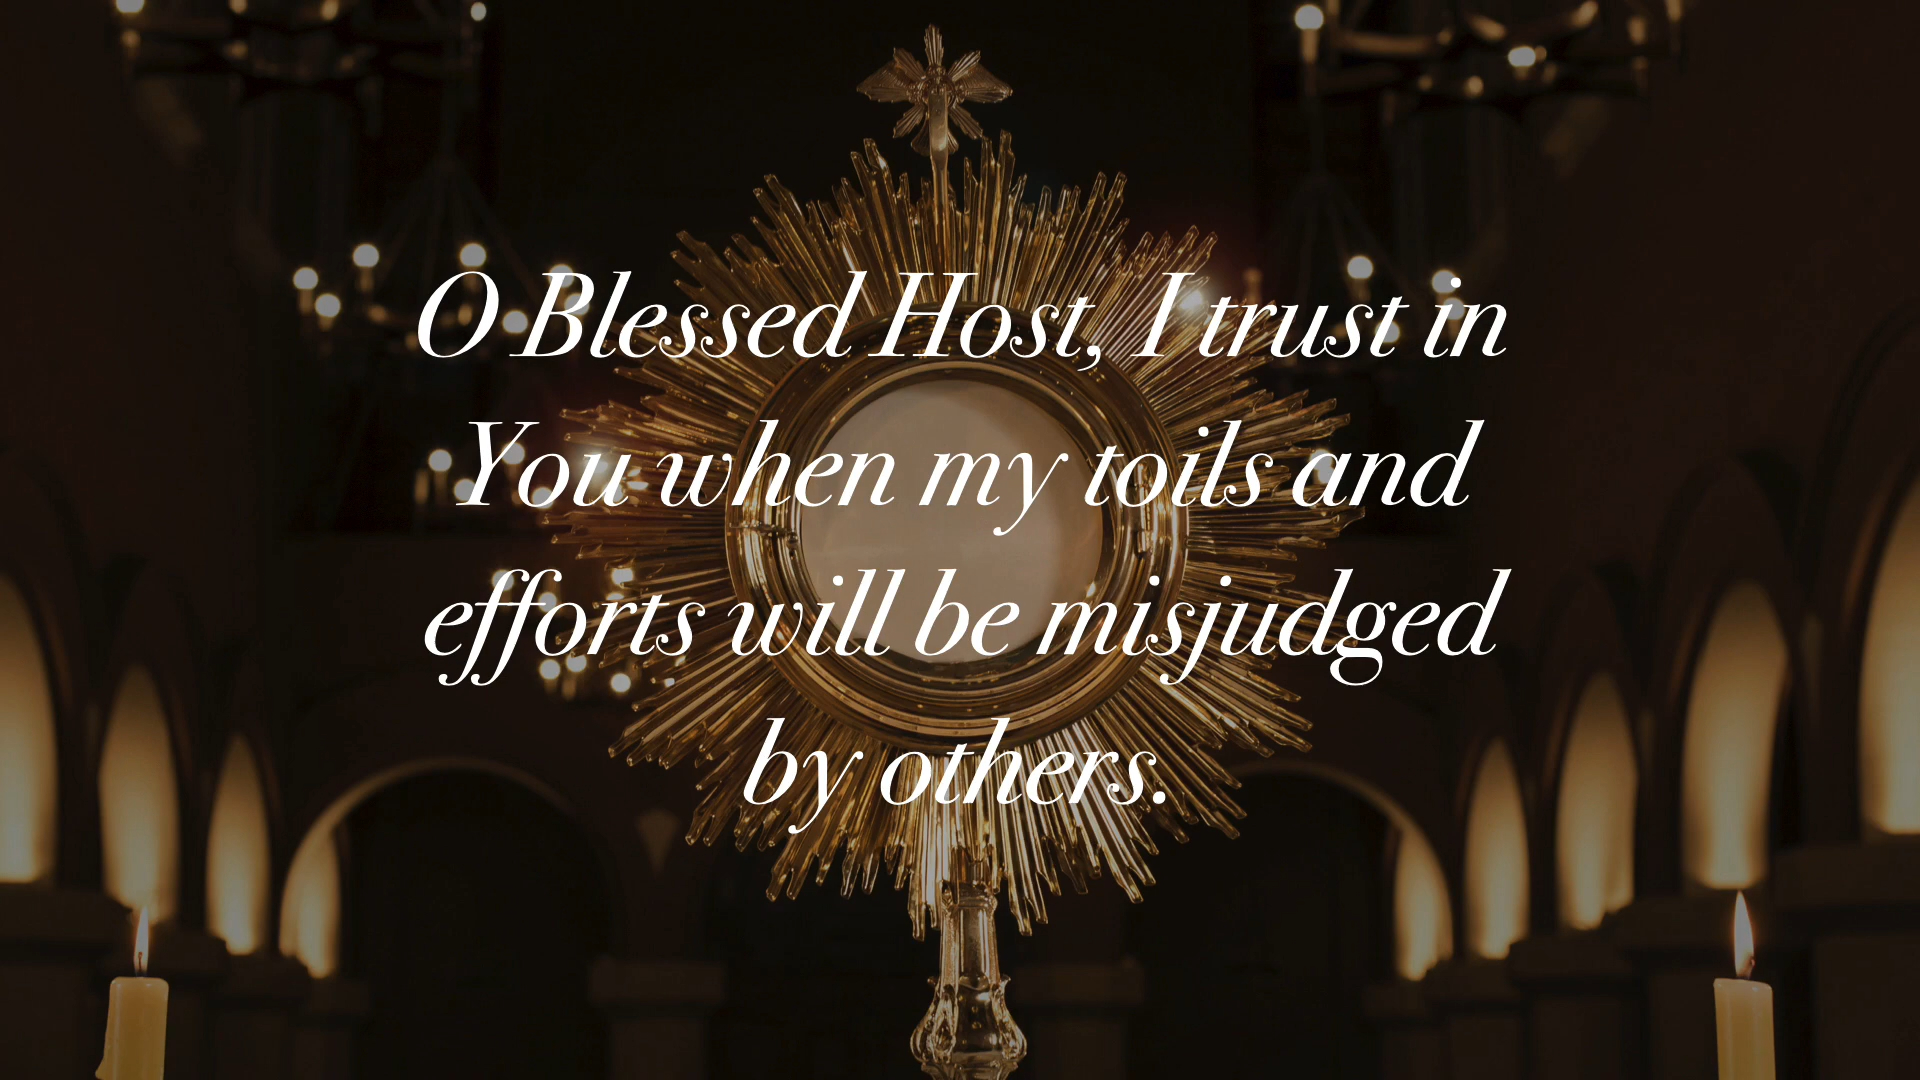 O Blessed Host, I trust in
You when my toils and
efforts will be misjudged
by others.